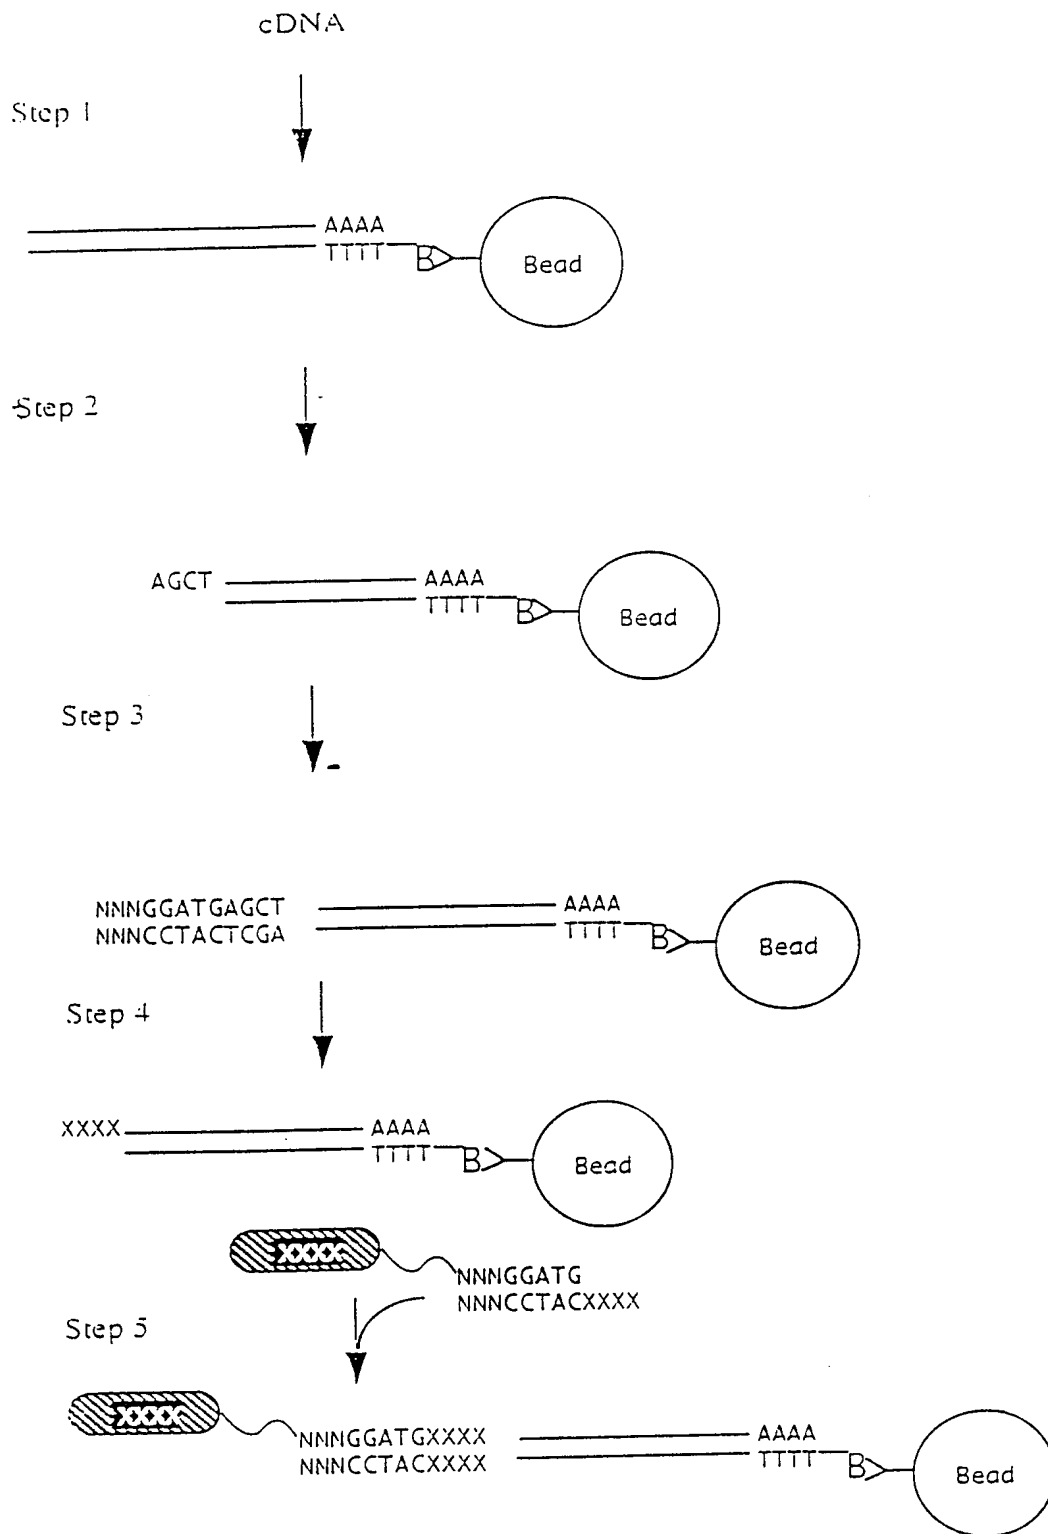 cDNA
Step 1
AAAA
TTTT B Bead
Step 2
AGCT AAAA
TTTT B Bead
Step 3
NNNGGATGAGCT AAAA
NNNCCTACTCGA TTTT B Bead
Step 4
XXXX AAAA
TTTT B Bead
XXXX
NNNGGATG
NNNCCTACXXXX
Step 5
XXXX
NNNGGATGXXXX AAAA
NNNCCTACXXXX TTTT B Bead